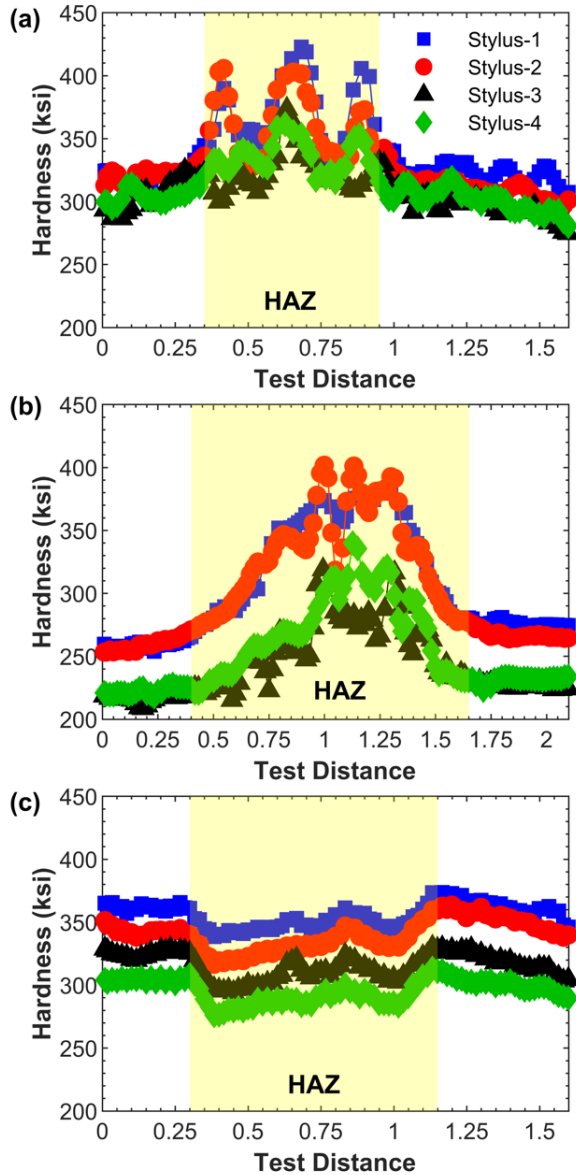 (a)
450
400
350
300
250
200
Hardness (ksi)
Stylus-1
Stylus-2
Stylus-3
Stylus-4
HAZ
0 0.25 0.5 0.75 1 1.25 1.5
Test Distance
(b)
450
400
350
300
250
200
Hardness (ksi)
HAZ
0 0.25 0.5 0.75 1 1.25 1.5 1.75 2
Test Distance
(c)
450
400
350
300
250
200
Hardness (ksi)
HAZ
0 0.25 0.5 0.75 1 1.25 1.5
Test Distance